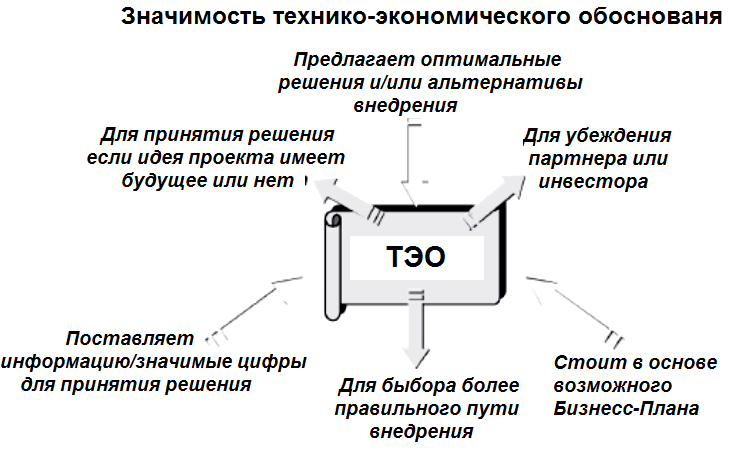 Значимость технико-экономического обоснованя
Предлагает оптимальные
решения и/или альтернативы
внедрения
Для принятия решения
если идея проекта имеет
будущее или нет
Для убеждения
партнера или
инвестора
ТЭО
Поставляет
информацию/значимые цифры
для принятия решения
Для быбора более
правильного пути
внедрения
Стоит в основе
возможного
Бизнесс-Плана